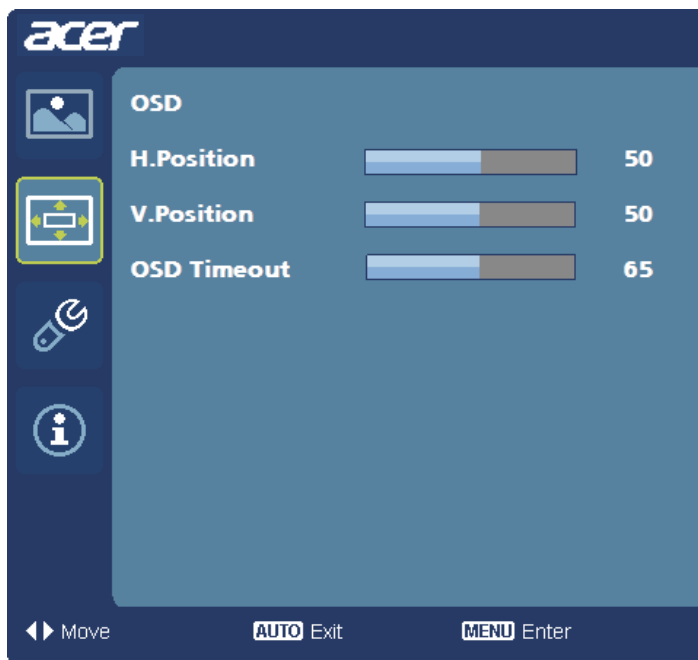 acer
OSD
H.Position 50
V.Position 50
OSD Timeout 65
Move AUTO Exit MENU Enter